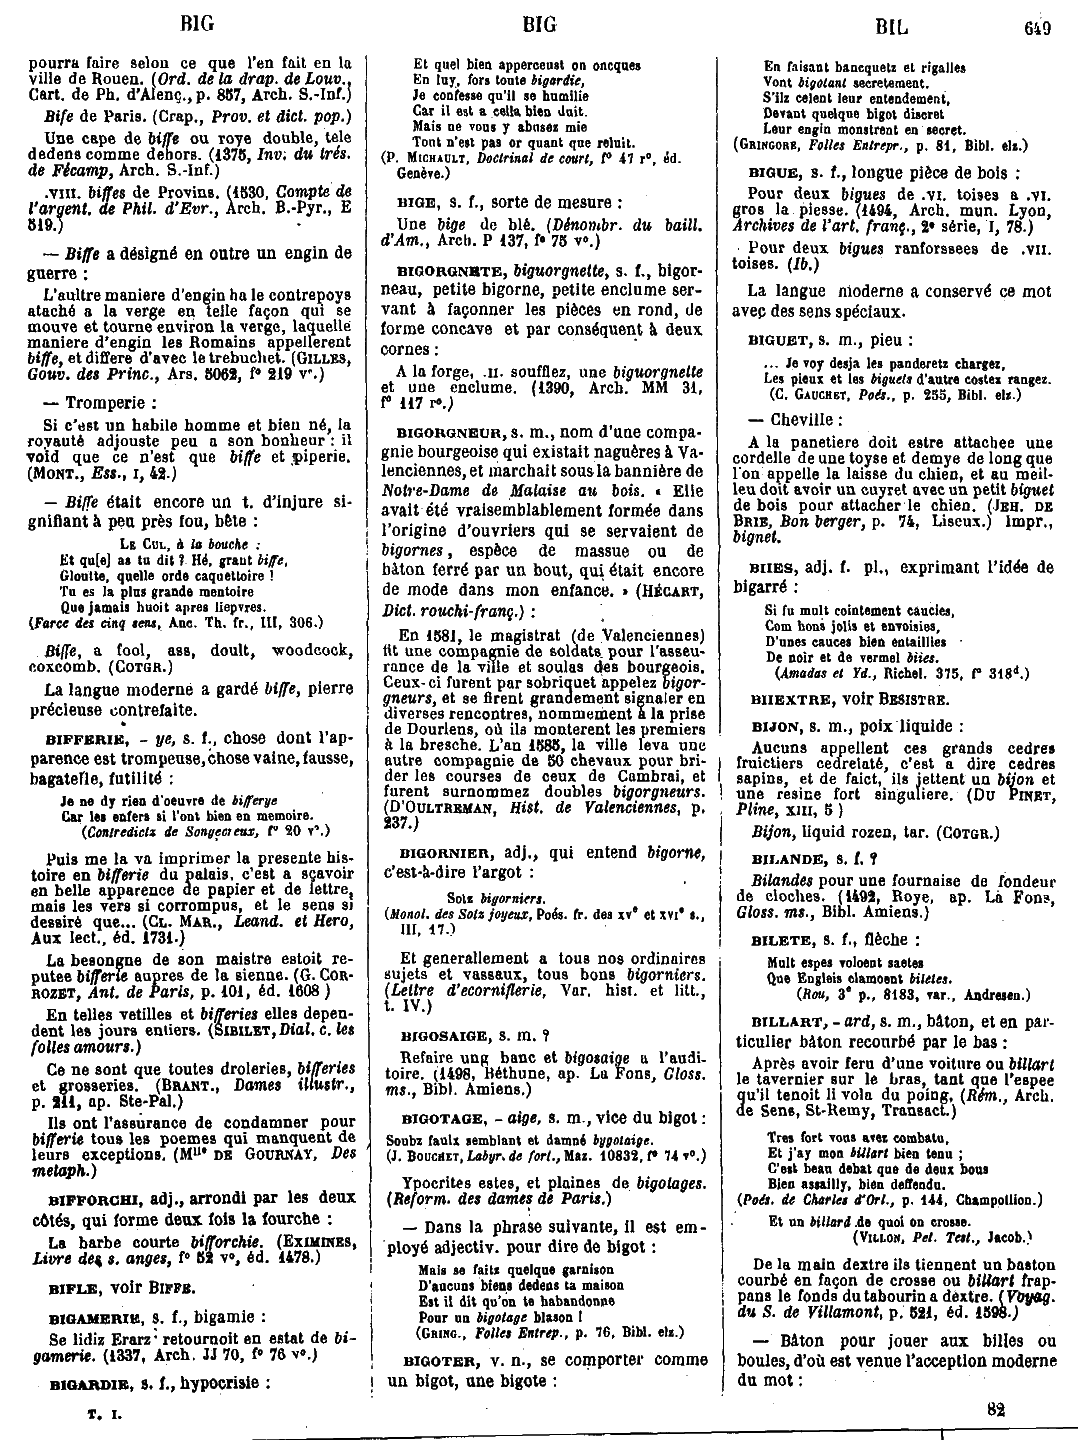 BIG
BIG
BIL
649
pourra faire selon ce que l'en fait en la
ville de Rouen. (Ord. de la drap. de Louv.,
Cart. de Ph. d'Alenç., p. 857, Arch. S.-Inf.)
Bife de Paris. (Crap., Prov. et dict. pop.)
Une cape de biffe ou roye double, tele
dedens comme dehors. (1375, Inv. du trés.
de Fécamp, Arch. S.-Inf.)
.VIII. biffes de Provins. (1530, Compte de
l'argent. de Phil. d'Evr., Arch. B.-Pyr., E
519.)
— Biffe a désigné en outre un engin de
guerre :
L'aultre maniere d'engin ha le contrepoys
ataché a la verge en telle façon qui se
mouve et tourne environ la verge, laquelle
maniere d'engin les Romains appellerent
biffe, et differe d'avec le trebuchet. (GILLES,
Gouv. des Princ., Ars. 5062, f° 219 v°.)
— Tromperie :
Si c'est un habile homme et bien né, la
royauté adjouste peu a son bonheur : il
void que ce n'est que biffe et piperie.
(MONT., Ess., I, 42.)
— Biffe était encore un t. d'injure si-
gnifiant à peu près fou, bête :
LE CUL, à la bouche :
Et qu[e] as tu dit ? Hé, grant biffe,
Gloulte, quelle orde caquettoire !
Tu es la plus grande mentoire
Que jamais huoit apres liepvres.
(Farce des cinq sens, Anc. Th. fr., III, 306.)
Biffe, a fool, ass, doult, woodcock,
coxcomb. (COTGR.)
La langue moderne a gardé biffe, pierre
précieuse contrefaite.
BIFFERIE, - ye, s. f., chose dont l'ap-
parence est trompeuse, chose vaine, fausse,
bagatelle, futilité :
Je ne dy rien d'oeuvre de bifferye
Car les enfers si l'ont bien en memoire.
(Contredictz de Songecreux, f° 20 v°.)
Puis me la va imprimer la presente his-
toire en bifferie du palais, c'est a sçavoir
en belle apparence de papier et de lettre,
mais les vers si corrompus, et le sens si
dessiré que... (CL. MAR., Leand. et Hero,
Aux lect., éd. 1731.)
La besongne de son maistre estoit re-
putee bifferie aupres de la sienne. (G. COR-
ROZET, Ant. de Paris, p. 101, éd. 1608 )
En telles vetilles et bifferies elles depen-
dent les jours entiers. (SIBILET, Dial. c. les
folles amours.)
Ce ne sont que toutes droleries, bifferies
et grosseries. (BRANT., Dames illustr.,
p. 211, ap. Ste-Pal.)
Ils ont l'assurance de condamner pour
bifferie tous les poemes qui manquent de
leurs exceptions. (Mlle DE GOURNAY, Des
metaph.)
BIFFORCHI, adj., arrondi par les deux
côtés, qui forme deux fois la fourche :
La barbe courte bifforchie. (EXIMINES,
Livre des s. anges, f° 52 v°, éd. 1478.)
BIFLE, voir BIFFE.
BIGAMERIE, s. f., bigamie :
Se lidiz Erarz retournoit en estat de bi-
gamerie. (1337, Arch. JJ 70, f° 76 v°.)
BIGARDIE, s. f., hypocrisie :
T. I.
Et quel bien apperceust on oncques
En luy, fors toute bigardie,
Je confesse qu'il se humilie
Car il est a cella bien duit.
Mais ne vous y abusez mie
Tout n'est pas or quant que reluit.
(P. MICHAULT, Doctrinal de court, f° 47 r°, éd.
Genève.)
BIGE, s. f., sorte de mesure :
Une bige de blé. (Dénombr. du baill.
d'Am., Arch. P 137, f° 75 v°.)
BIGORGNETE, biguorgnette, s. f., bigor-
neau, petite bigorne, petite enclume ser-
vant à façonner les pièces en rond, de
forme concave et par conséquent à deux
cornes :
A la forge, .II. soufflez, une biguorgnette
et une enclume. (1390, Arch. MM 31,
f° 117 r°.)
BIGORGNEUR, s. m., nom d'une compa-
gnie bourgeoise qui existait naguères à Va-
lenciennes, et marchait sous la bannière de
Notre-Dame de Malaise au bois. « Elle
avait été vraisemblablement formée dans
l'origine d'ouvriers qui se servaient de
bigornes, espèce de massue ou de
bâton ferré par un bout, qui était encore
de mode dans mon enfance. » (HÉCART,
Dict. rouchi-franç.) :
En 1581, le magistrat (de Valenciennes)
fit une compagnie de soldats pour l'asseu-
rance de la ville et soulas des bourgeois.
Ceux-ci furent par sobriquet appelez bigor-
gneurs, et se firent grandement signaler en
diverses rencontres, nommement à la prise
de Dourlens, où ils monterent les premiers
à la bresche. L'an 1585, la ville leva une
autre compagnie de 50 chevaux pour bri-
der les courses de ceux de Cambrai, et
furent surnommez doubles bigorgneurs.
(D'OULTREMAN, Hist. de Valenciennes, p.
237.)
BIGORNIER, adj., qui entend bigorne,
c'est-à-dire l'argot :
Sotz bigorniers.
(Monol. des Sotz joyeux, Poés. fr. des XVe et XVIe s.,
III, 17.)
Et generallement a tous nos ordinaires
sujets et vassaux, tous bons bigorniers.
(Lettre d'ecorniflerie, Var. hist. et litt.,
t. IV.)
BIGOSAIGE, s. m. ?
Refaire ung banc et bigosaige a l'audi-
toire. (1498, Béthune, ap. La Fons, Gloss.
ms., Bibl. Amiens.)
BIGOTAGE, - aige, s. m., vice du bigot :
Soubz faulx semblant et damné bygotaige.
(J. BOUCHET, Labyr. de fort., Maz. 10832, f° 74 v°.)
Ypocrites estes, et plaines de bigotages.
(Reform. des dames de Paris.)
— Dans la phrase suivante, il est em-
ployé adjectiv. pour dire de bigot :
Mais se faitz quelque garnison
D'aucuns biens dedens ta maison
Est il dit qu'on te habandonne
Pour un bigotage blason !
(GRING., Folles Entrep., p. 76, Bibl. elz.)
BIGOTER, v. n., se comporter comme
un bigot, une bigote :
En faisant bancquetz et rigalles
Vont bigotant secretement.
S'ilz celent leur entendement,
Devant quelque bigot discret
Leur engin monstrent en secret.
(GRINGORE, Folles Entrepr., p. 81, Bibl. elz.)
BIGUE, s. f., longue pièce de bois :
Pour deux bigues de .VI. toises a .VI.
gros la piesse. (1494, Arch. mun. Lyon,
Archives de l'art. franç., 2e série, I, 78.)
Pour deux bigues ranforssees de .VII.
toises. (Ib.)
La langue moderne a conservé ce mot
avec des sens spéciaux.
BIGUET, s. m., pieu :
... Je voy desja les panderetz chargez,
Les pieux et les biguets d'autre costez rangez.
(C. GAUCHET, Poés., p. 255, Bibl. elz.)
— Cheville :
A la panetiere doit estre attachee une
cordelle de une toyse et demye de long que
l'on appelle la laisse du chien, et au meil-
leu doit avoir un cuyret avec un petit biguet
de bois pour attacher le chien. (JEH. DE
BRIE, Bon berger, p. 74, Liseux.) Impr.,
bignet.
BIIES, adj. f. pl., exprimant l'idée de
bigarré :
Si fu mult cointement caucies,
Com hons jolis et envoisies,
D'unes cauces bien entaillies
De noir et de vermel biies.
(Amadas et Yd., Richel. 375, f° 318d.)
BIIEXTRE, voir BESISTRE.
BIJON, s. m., poix liquide :
Aucuns appellent ces grands cedres
fruictiers cedrelaté, c'est a dire cedres
sapins, et de faict, ils jettent un bijon et
une resine fort singuliere. (DU PINET,
Pline, XIII, 5 )
Bijon, liquid rozen, tar. (COTGR.)
BILANDE, s. f. ?
Bilandes pour une fournaise de fondeur
de cloches. (1492, Roye, ap. La Fons,
Gloss. ms., Bibl. Amiens.)
BILETE, s. f., flèche :
Mult espes voloent saetes
Que Engleis clamoent biletes.
(Rou, 3e p., 8183, var., Andresen.)
BILLART, - ard, s. m., bâton, et en par-
ticulier bâton recourbé par le bas :
Après avoir feru d'une voiture ou billart
le tavernier sur le bras, tant que l'espee
qu'il tenoit li vola du poing. (Rém., Arch.
de Sens, St-Remy, Transact.)
Tres fort vous avez combatu,
Et j'ay mon billart bien tenu ;
C'est beau debat que de deux bons
Bien assailly, bien deffendu.
(Poés. de Charles d'Orl., p. 144, Champollion.)
Et un billard de quoi on crosse.
(VILLON, Pet. Test., Jacob.)
De la main dextre ils tiennent un baston
courbé en façon de crosse ou billart frap-
pans le fonds du tabourin a dextre. (Voyag.
du S. de Villamont, p. 521, éd. 1598.)
— Bâton pour jouer aux billes ou
boules, d'où est venue l'acception moderne
du mot :
82